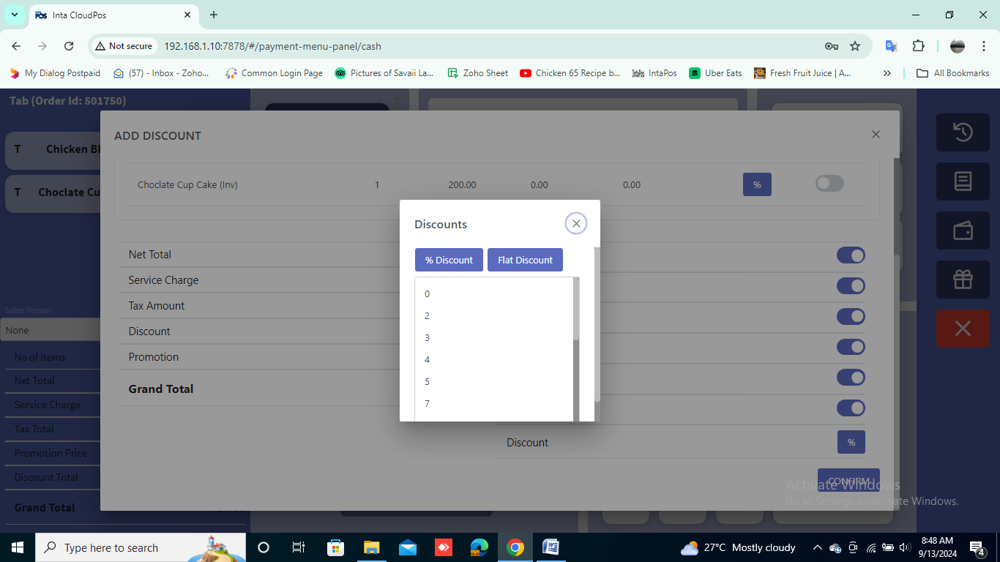 Inta CloudPos
Not secure
192.168.1.10:7878/#/payment-menu-panel/cash
My Dialog Postpaid
(57) - Inbox - Zoho...
Common Login Page
Pictures of Savaii La...
Zoho Sheet
Chicken 65 Recipe b...
IntaPos
Uber Eats
Fresh Fruit Juice | A...
»
All Bookmarks
Tab (Order Id: 501750)
T Chicken B
T Choclate Cu
Sales Person
None
No of Items
Net Total
Service Charge
Tax Total
Promotion Price
Discount Total
Grand Total
ADD DISCOUNT
Choclate Cup Cake (Inv) 1 200.00 0.00 0.00 %
Net Total
Service Charge
Tax Amount
Discount
Promotion
Grand Total
Discounts
% Discount
Flat Discount
0
2
3
4
5
7
Discount %
CONFIRM
Activate Windows
Go to Settings to activate Windows.
Type here to search
27°C Mostly cloudy
8:48 AM
9/13/2024
4